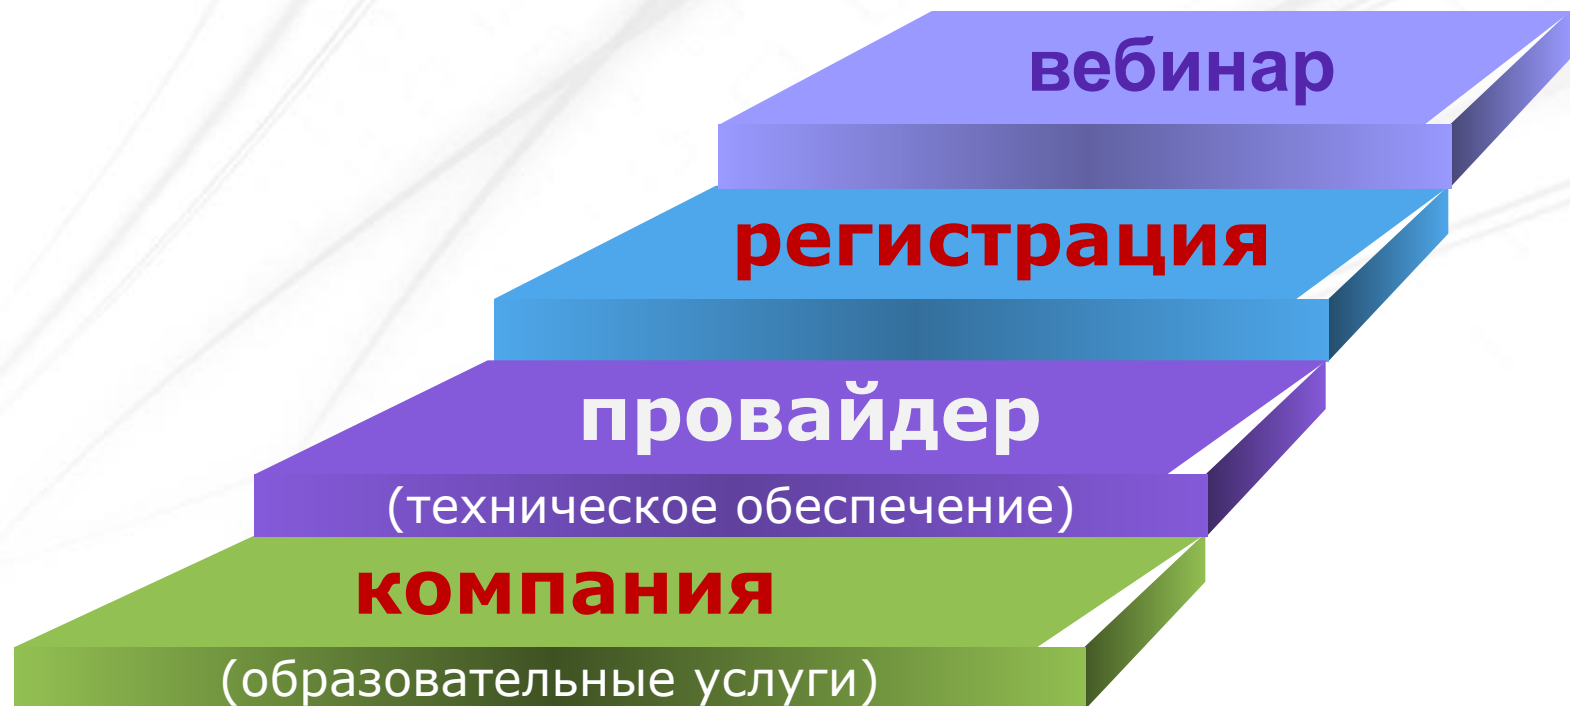 вебинар
регистрация
провайдер
(техническое обеспечение)
компания
(образовательные услуги)